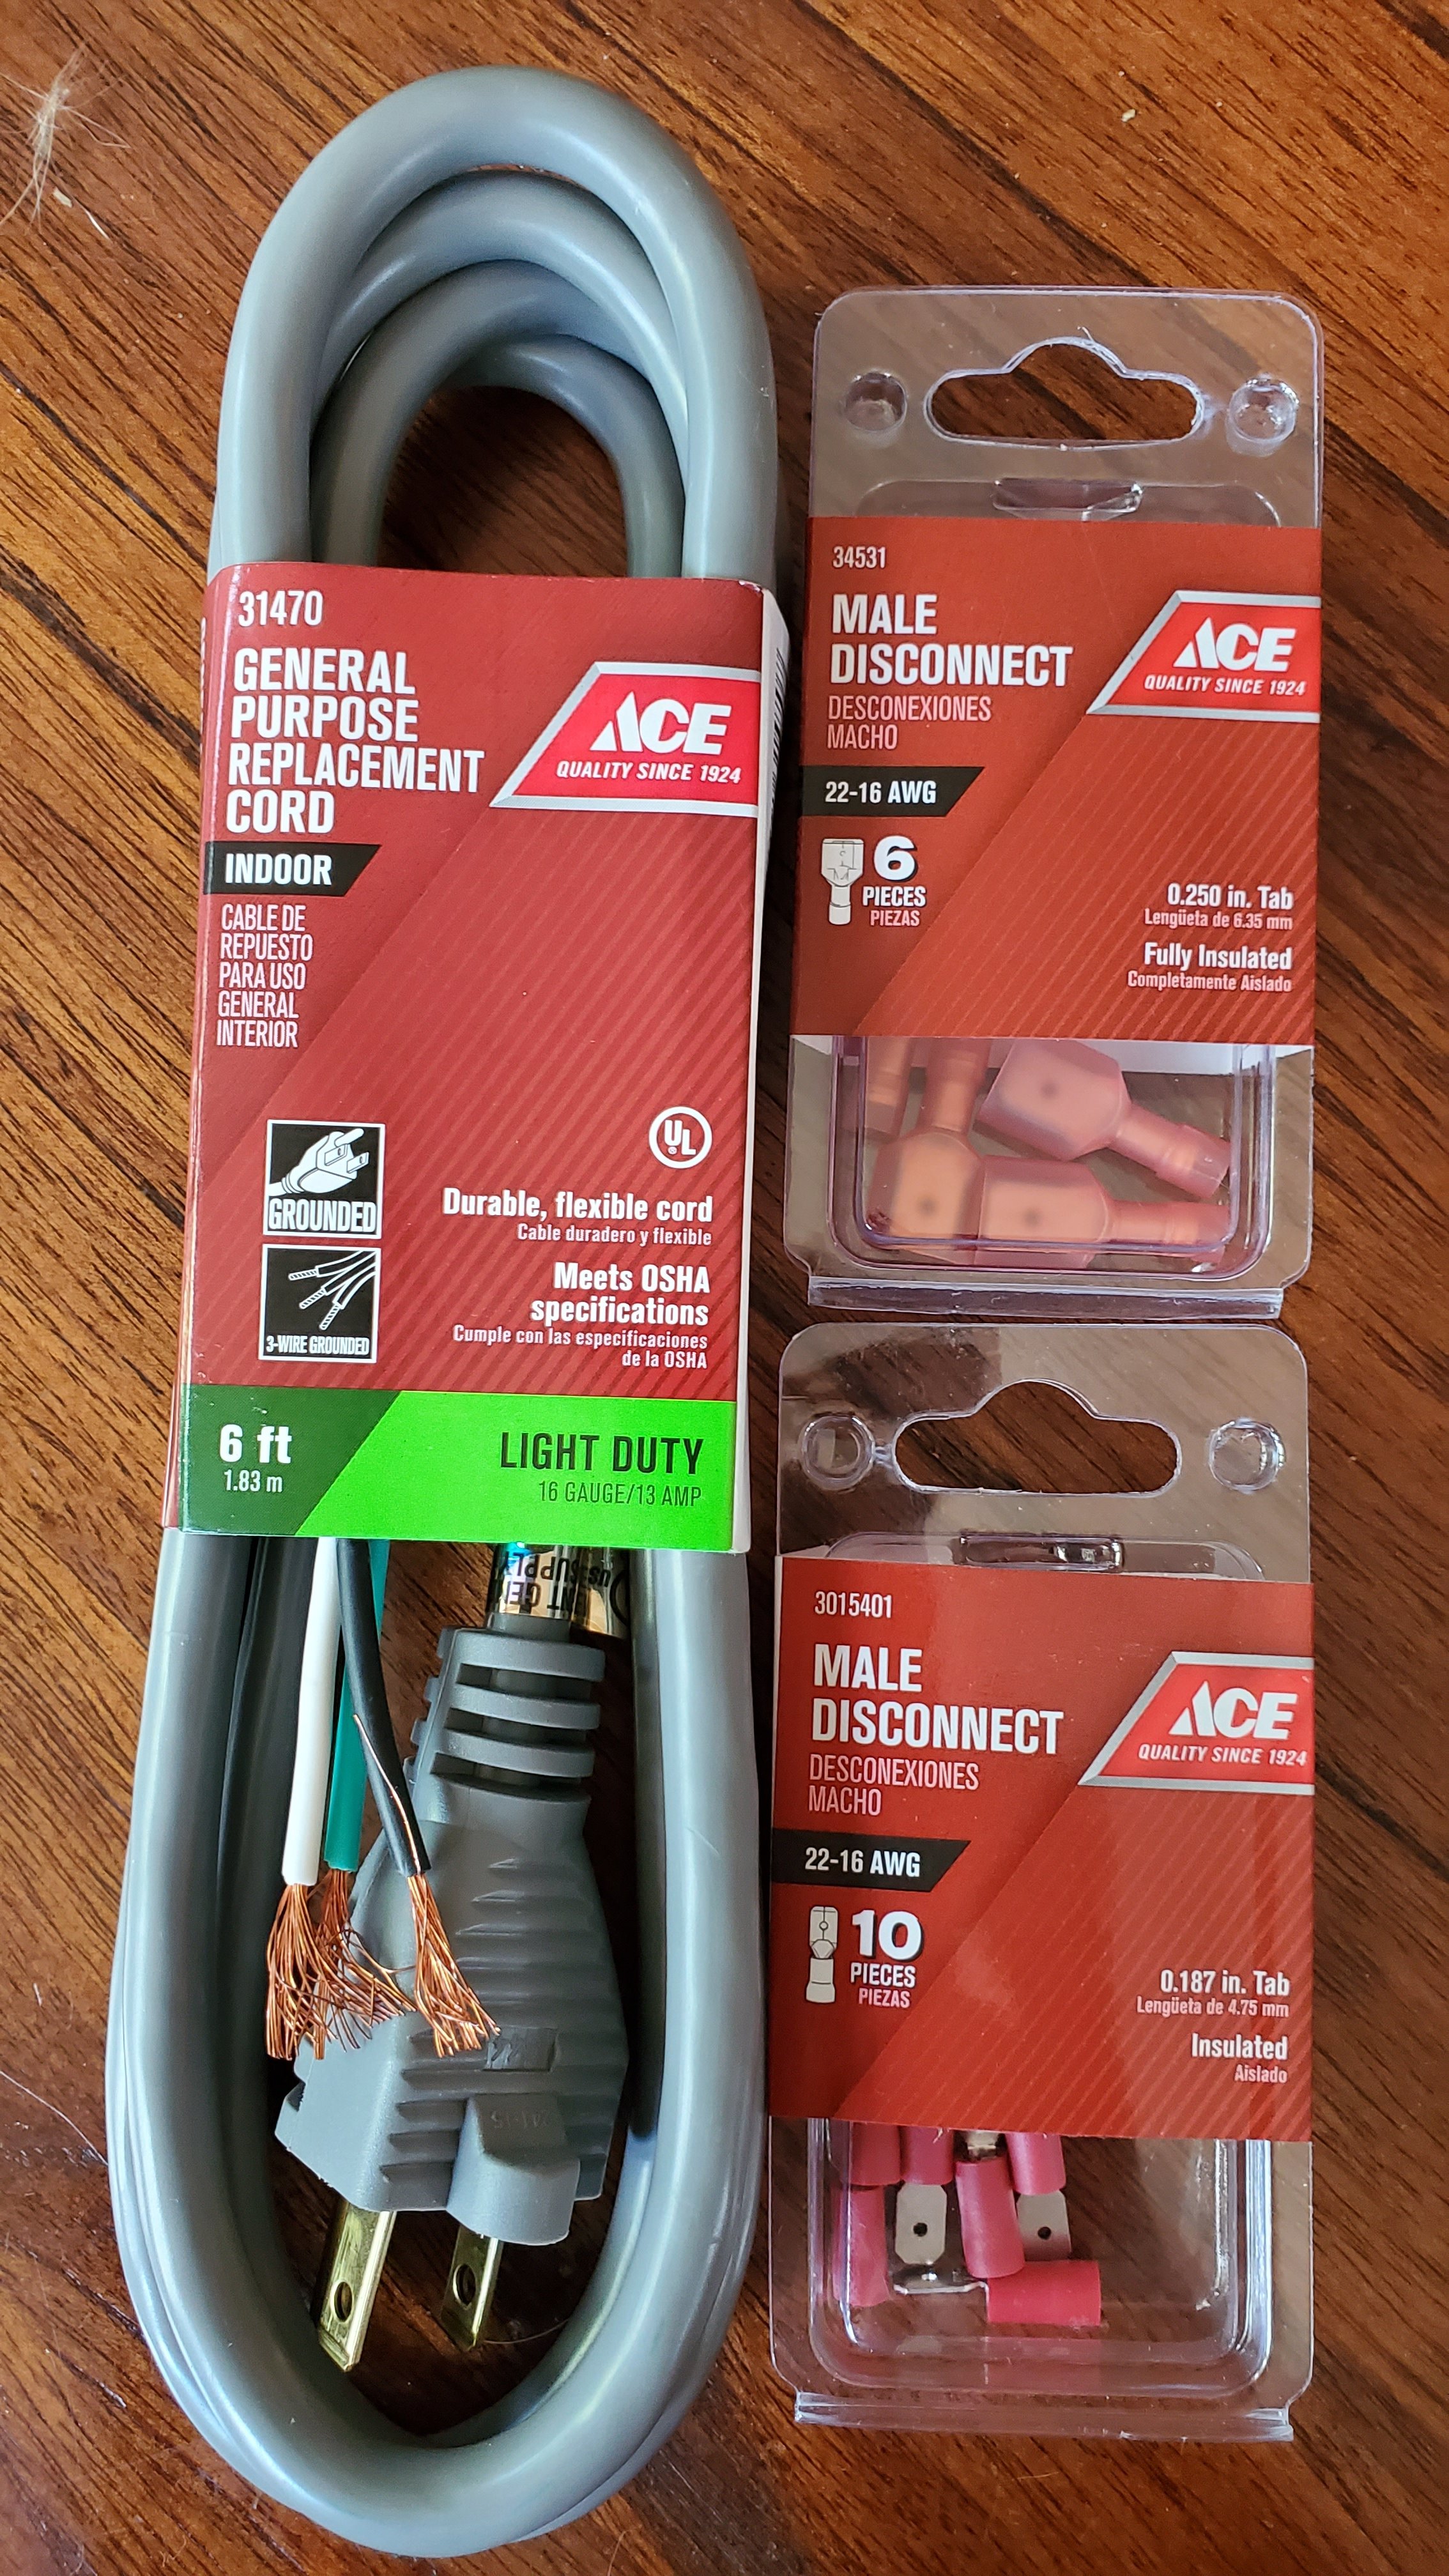 31470
GENERAL
PURPOSE
REPLACEMENT
CORD
INDOOR
CABLE DE
REPUESTO
PARA USO
GENERAL
INTERIOR
ACE
QUALITY SINCE 1924
GROUNDED
3-WIRE GROUNDED
UL
Durable, flexible cord
Cable duradero y flexible
Meets OSHA
specifications
Cumple con las especificaciones
de la OSHA
6 ft
1.83 m
LIGHT DUTY
16 GAUGE/13 AMP
34531
MALE
DISCONNECT
DESCONEXIONES
MACHO
22-16 AWG
6
PIECES
PIEZAS
ACE
QUALITY SINCE 1924
0.250 in. Tab
Lengüeta de 6.35 mm
Fully Insulated
Completamente Aislado
3015401
MALE
DISCONNECT
DESCONEXIONES
MACHO
22-16 AWG
10
PIECES
PIEZAS
ACE
QUALITY SINCE 1924
0.187 in. Tab
Lengüeta de 4.75 mm
Insulated
Aislado